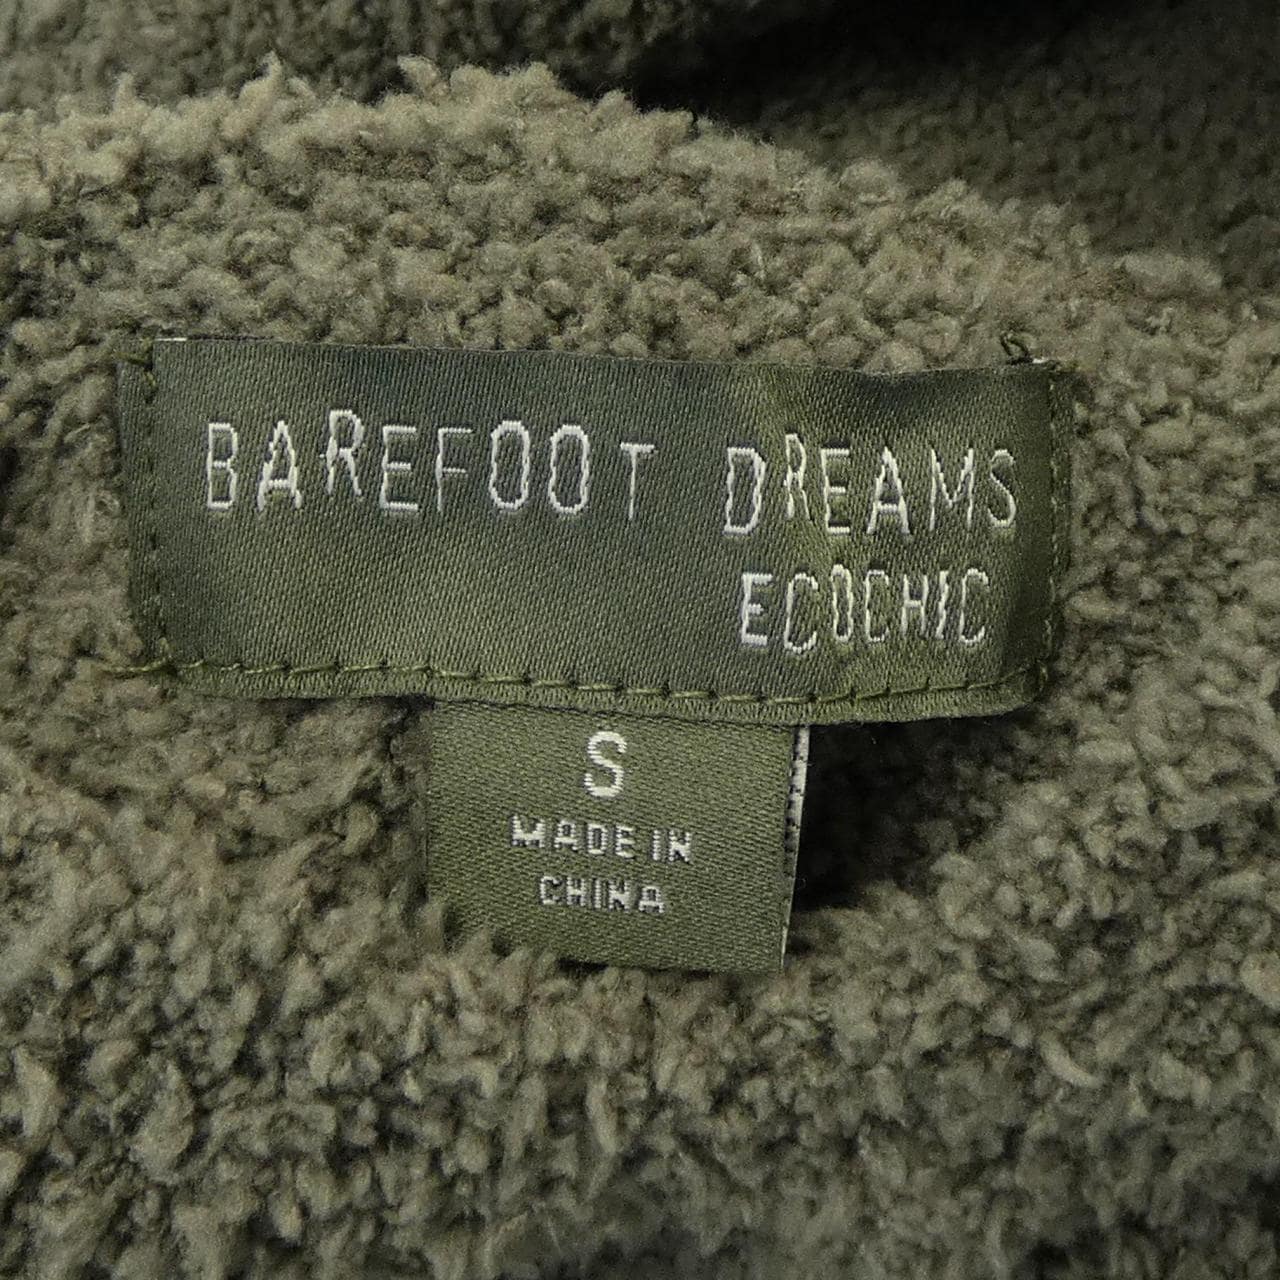 BAREFOOT DREAMS
ECOCHIC
S
MADE IN
CHINA